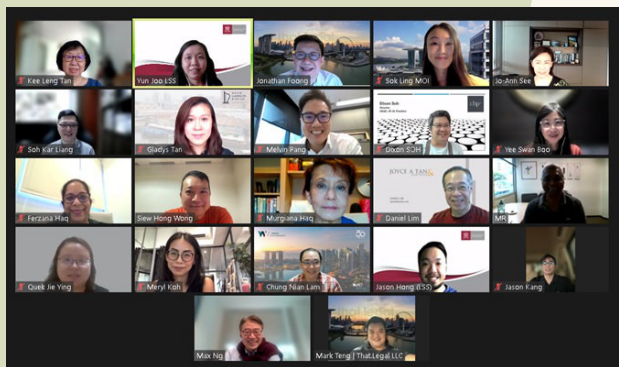 Kee Leng Tan
Yun Joo LSS
Jonathan Foong
Sok Ling MOI
Jo-Ann See
Soh Kar Liang
Gladys Tan
Melvin Pang
Dixon Soh
Dixon SOH
Yee Swan Boo
Ferzana Haq
Siew Hong Wong
Murgiana Haq
JOYCE A TAN &
Daniel Lim
MR
Quek Jie Ying
Meryl Koh
Chung Nian Lam
Jason Hong (LSS)
Jason Kang
Max Ng
Mark Teng | That.Legal LLC